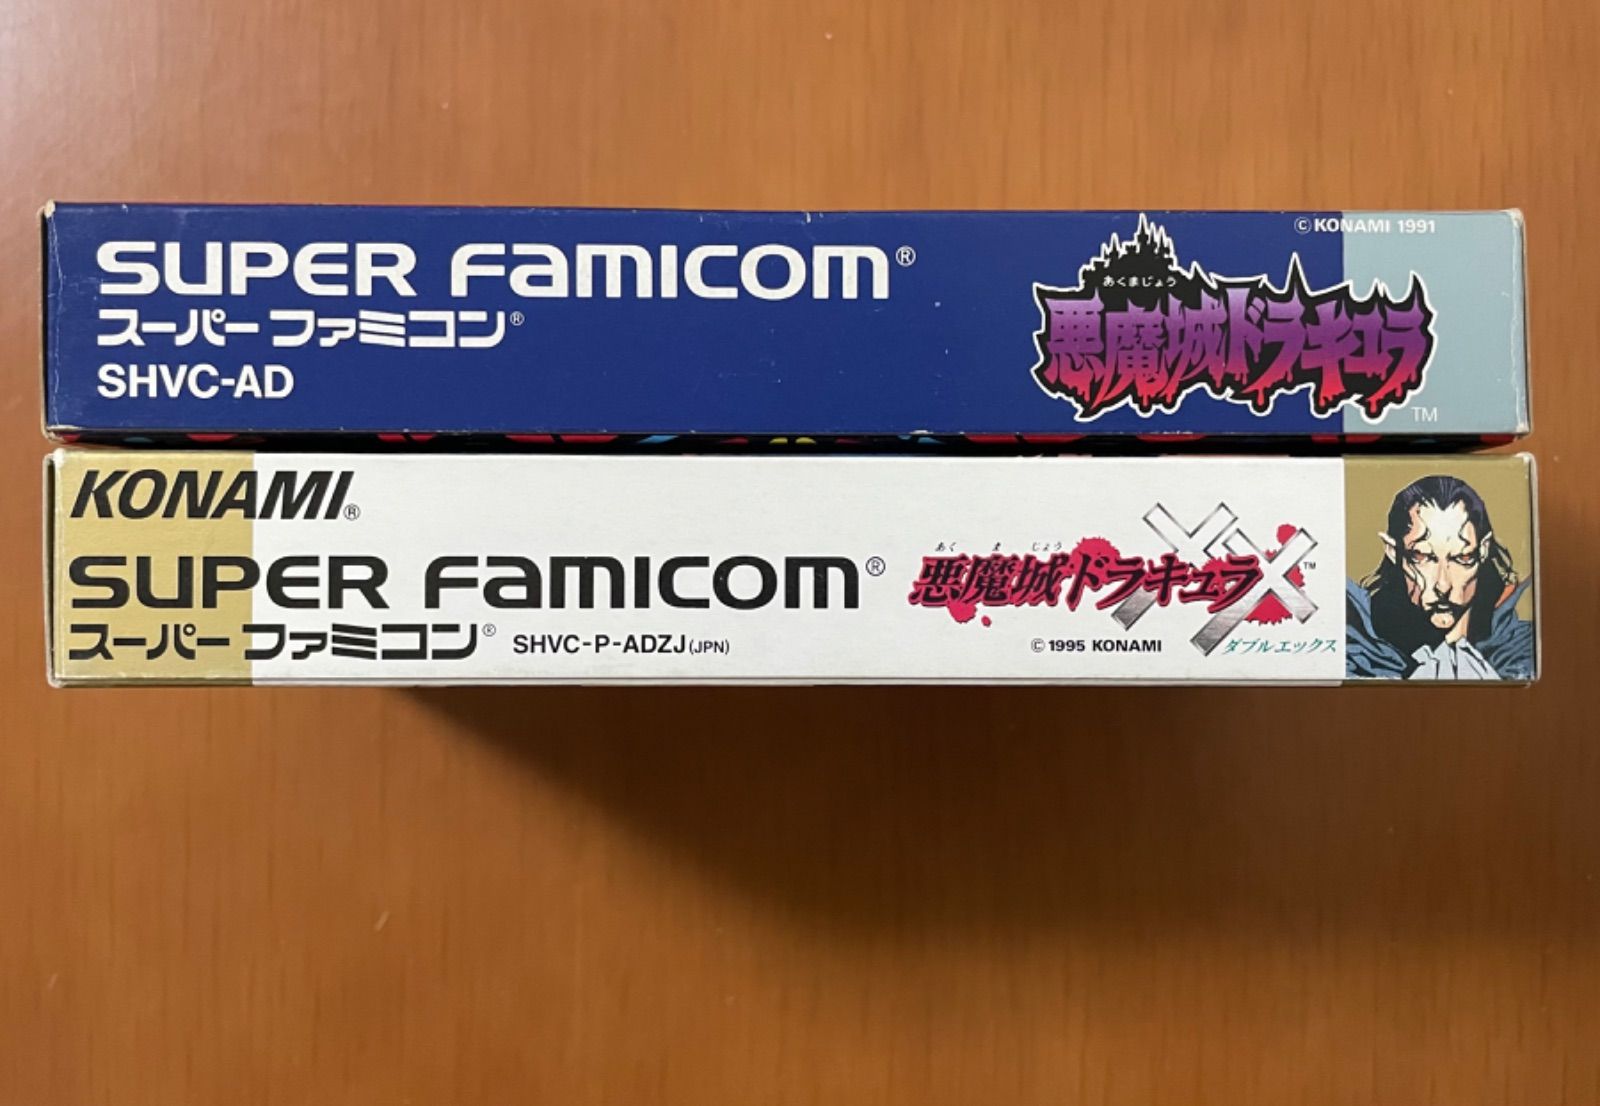 SUPER FAMICOM®
スーパーファミコン®
SHVC-AD
©KONAMI 1991
あくまじょう
悪魔城ドラキュラ
TM
KONAMI®
SUPER FAMICOM®
スーパーファミコン® SHVC-P-ADZJ(JPN)
あく ま じょう
悪魔城ドラキュラXX™
© 1995 KONAMI
ダブルエックス